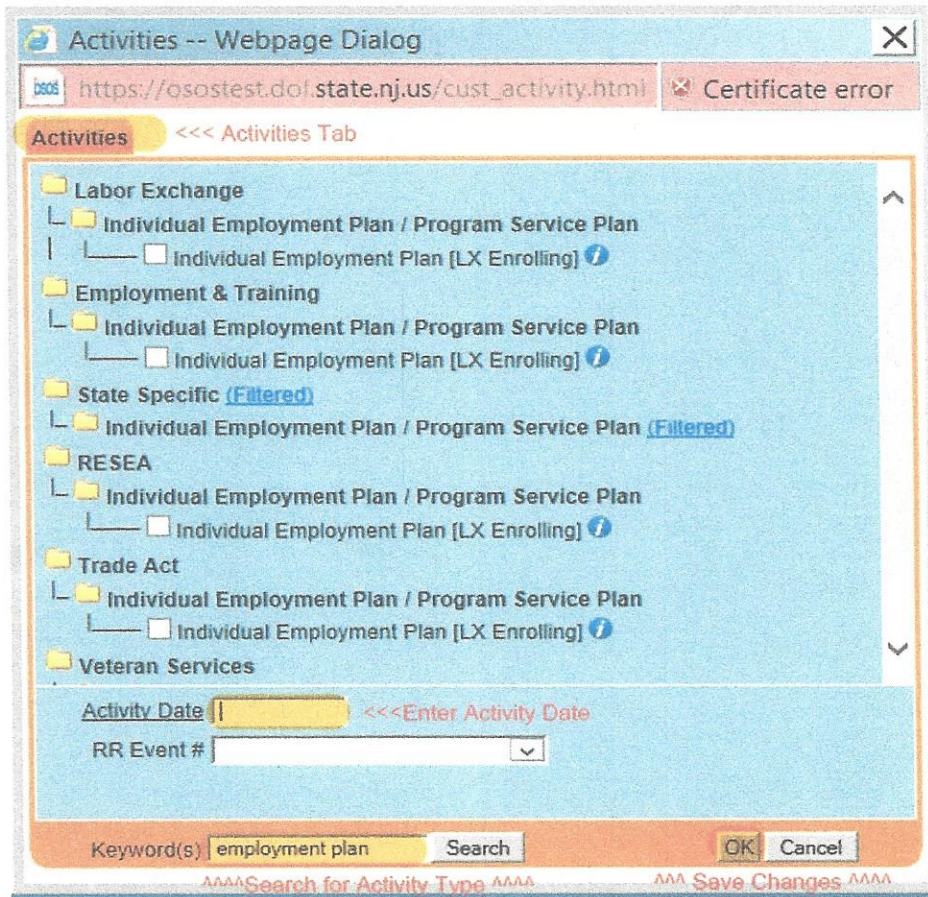 Activities -- Webpage Dialog
https://osostest.dol.state.nj.us/cust_activity.html Certificate error
Activities <<< Activities Tab
Labor Exchange
Individual Employment Plan / Program Service Plan
Individual Employment Plan [LX Enrolling]
Employment & Training
Individual Employment Plan / Program Service Plan
Individual Employment Plan [LX Enrolling]
State Specific (Filtered)
Individual Employment Plan / Program Service Plan (Filtered)
RESEA
Individual Employment Plan / Program Service Plan
Individual Employment Plan [LX Enrolling]
Trade Act
Individual Employment Plan / Program Service Plan
Individual Employment Plan [LX Enrolling]
Veteran Services
Activity Date <<<Enter Activity Date
RR Event #
Keyword(s) employment plan Search OK Cancel
^^^^Search for Activity Type ^^^^ ^^^ Save Changes ^^^^